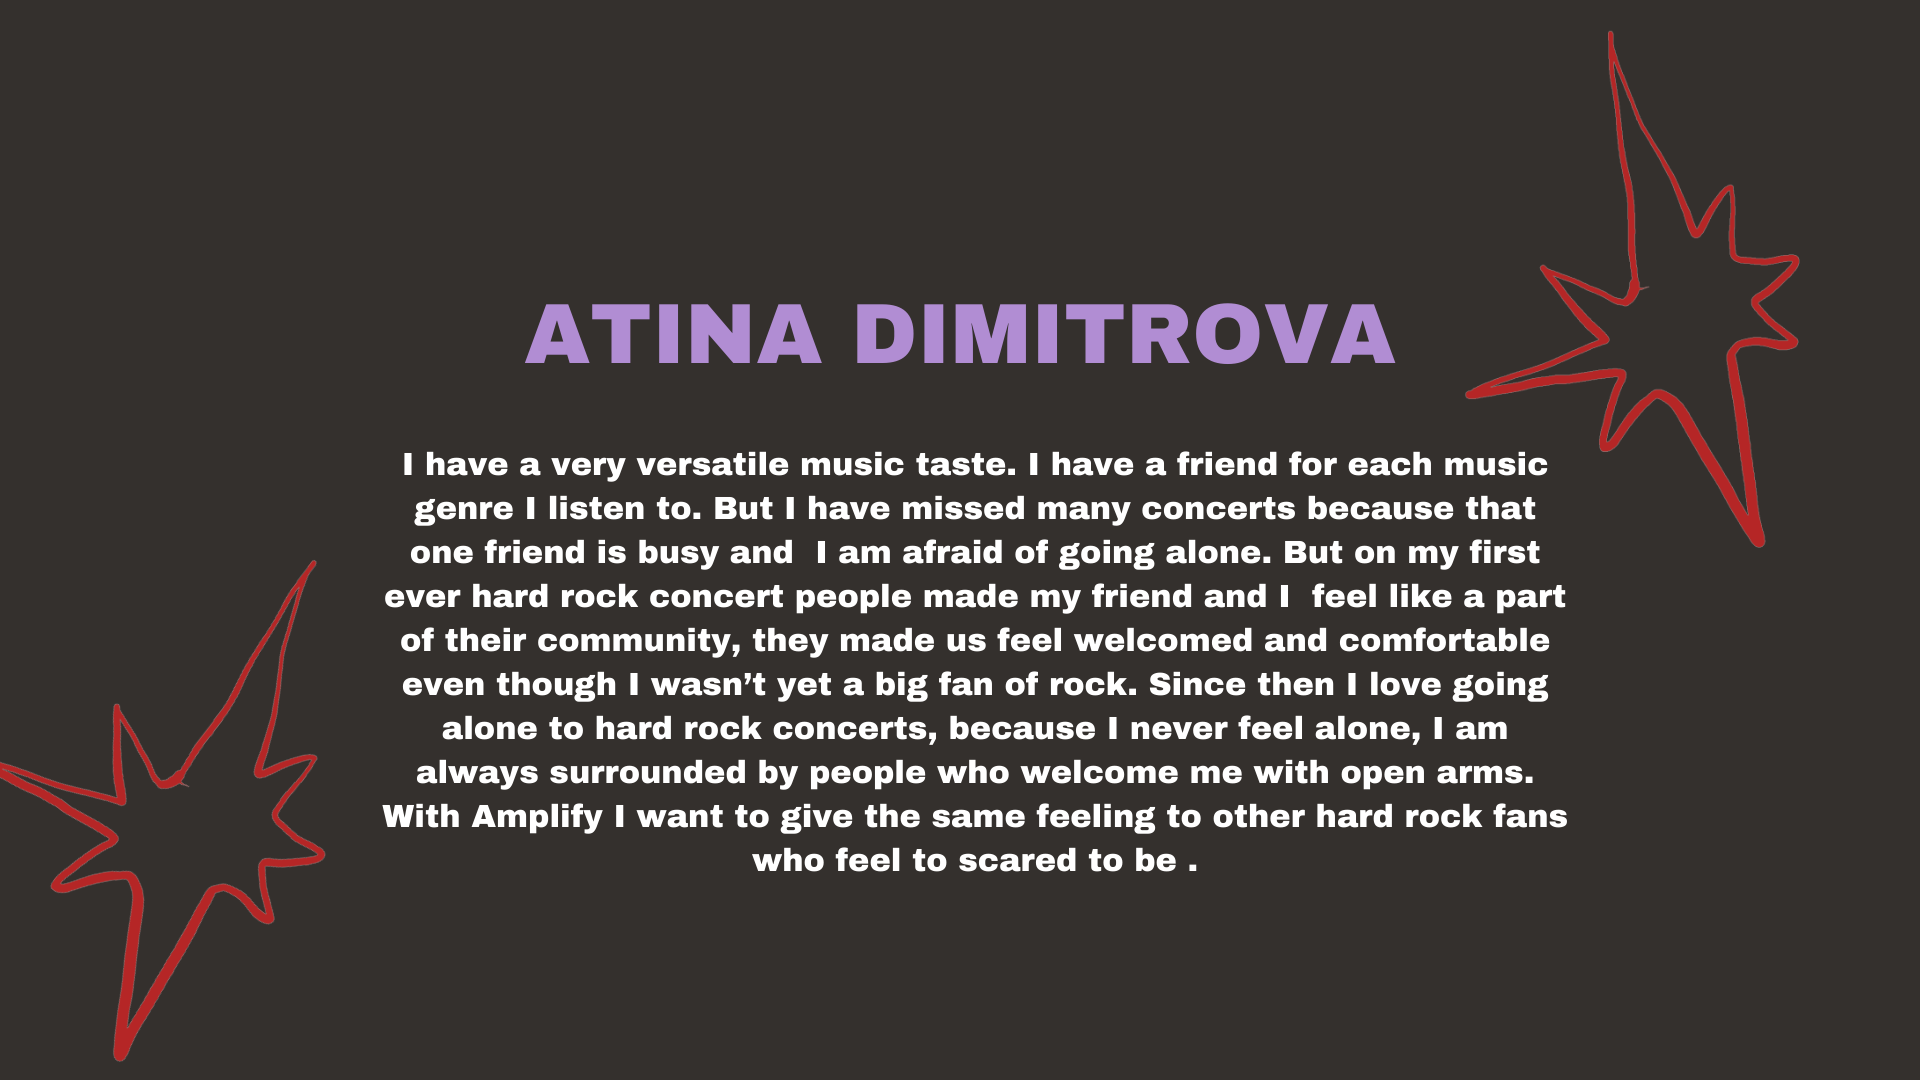 ATINA DIMITROVA
I have a very versatile music taste. I have a friend for each music
genre I listen to. But I have missed many concerts because that
one friend is busy and  I am afraid of going alone. But on my first
ever hard rock concert people made my friend and I  feel like a part
of their community, they made us feel welcomed and comfortable
even though I wasn’t yet a big fan of rock. Since then I love going
alone to hard rock concerts, because I never feel alone, I am
always surrounded by people who welcome me with open arms.
With Amplify I want to give the same feeling to other hard rock fans
who feel to scared to be .